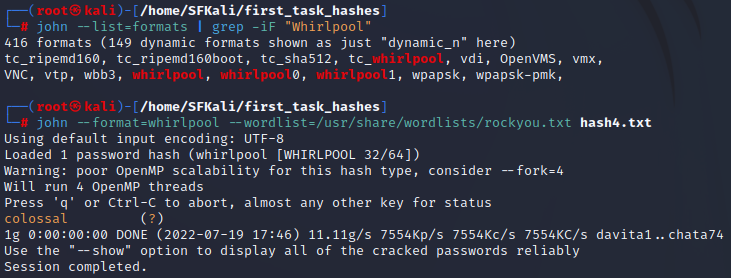 ┌──(root㉿kali)-[/home/SFKali/first_task_hashes]
└─# john --list=formats | grep -iF "Whirlpool"
416 formats (149 dynamic formats shown as just "dynamic_n" here)
tc_ripemd160, tc_ripemd160boot, tc_sha512, tc_whirlpool, vdi, OpenVMS, vmx,
VNC, vtp, wbb3, whirlpool, whirlpool0, whirlpool1, wpapsk, wpapsk-pmk,
┌──(root㉿kali)-[/home/SFKali/first_task_hashes]
└─# john --format=whirlpool --wordlist=/usr/share/wordlists/rockyou.txt hash4.txt
Using default input encoding: UTF-8
Loaded 1 password hash (whirlpool [WHIRLPOOL 32/64])
Warning: poor OpenMP scalability for this hash type, consider --fork=4
Will run 4 OpenMP threads
Press 'q' or Ctrl-C to abort, almost any other key for status
colossal         (?)
1g 0:00:00:00 DONE (2022-07-19 17:46) 11.11g/s 7554Kp/s 7554Kc/s 7554KC/s davita1..chata74
Use the "--show" option to display all of the cracked passwords reliably
Session completed.